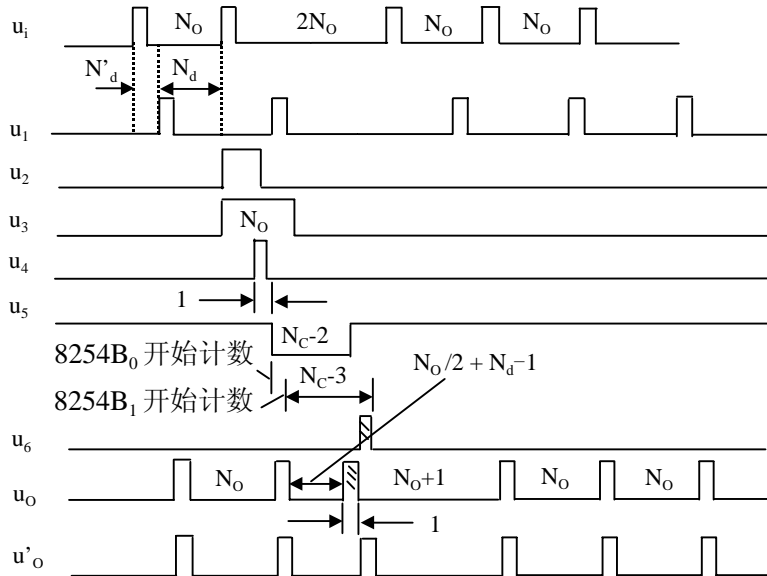 uᵢ N_O 2N_O N_O N_O
N'_d N_d
u₁
u₂
u₃ N_O
u₄
1
u₅
N_C-2
8254B₀ 开始计数
N_O/2 + N_d−1
N_C-3
8254B₁ 开始计数
u₆
u_O N_O N_O+1 N_O N_O
1
u'_O